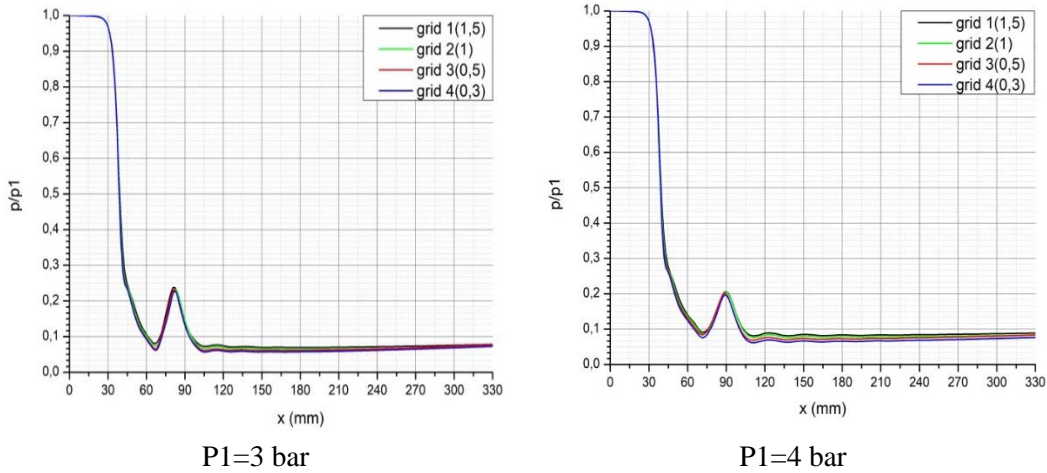 1,0
0,9
0,8
0,7
0,6
0,5
0,4
0,3
0,2
0,1
0,0
p/p1
grid 1(1,5)
grid 2(1)
grid 3(0,5)
grid 4(0,3)
0 30 60 90 120 150 180 210 240 270 300 330
x (mm)
P1=3 bar
1,0
0,9
0,8
0,7
0,6
0,5
0,4
0,3
0,2
0,1
0,0
p/p1
grid 1(1,5)
grid 2(1)
grid 3(0,5)
grid 4(0,3)
0 30 60 90 120 150 180 210 240 270 300 330
x (mm)
P1=4 bar